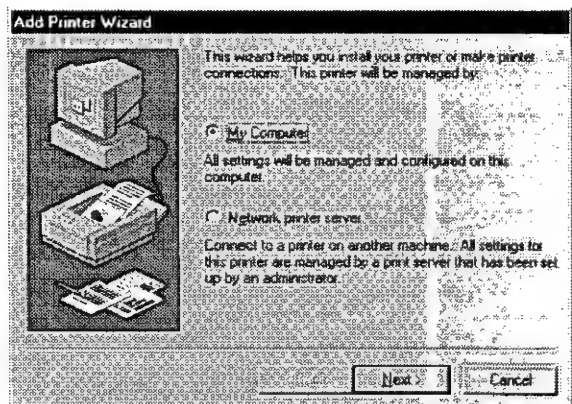 Add Printer Wizard
This wizard helps you install your printer or make printer
connections. This printer will be managed by:
My Computer
All settings will be managed and configured on this
computer.
Network printer server
Connect to a printer on another machine. All settings for
this printer are managed by a print server that has been set
up by an administrator.
Next >
Cancel